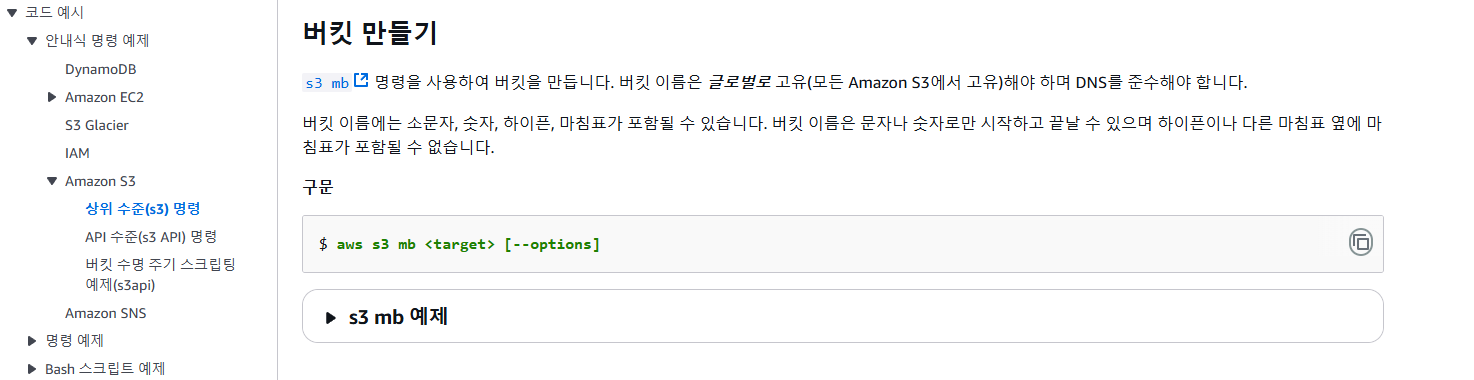 코드 예시
안내식 명령 예제
DynamoDB
Amazon EC2
S3 Glacier
IAM
Amazon S3
상위 수준(s3) 명령
API 수준(s3 API) 명령
버킷 수명 주기 스크립팅
예제(s3api)
Amazon SNS
명령 예제
Bash 스크립트 예제
버킷 만들기
s3 mb 명령을 사용하여 버킷을 만듭니다. 버킷 이름은 글로벌로 고유(모든 Amazon S3에서 고유)해야 하며 DNS를 준수해야 합니다.
버킷 이름에는 소문자, 숫자, 하이픈, 마침표가 포함될 수 있습니다. 버킷 이름은 문자나 숫자로만 시작하고 끝날 수 있으며 하이픈이나 다른 마침표 옆에 마
침표가 포함될 수 없습니다.
구문
$ aws s3 mb <target> [--options]
s3 mb 예제